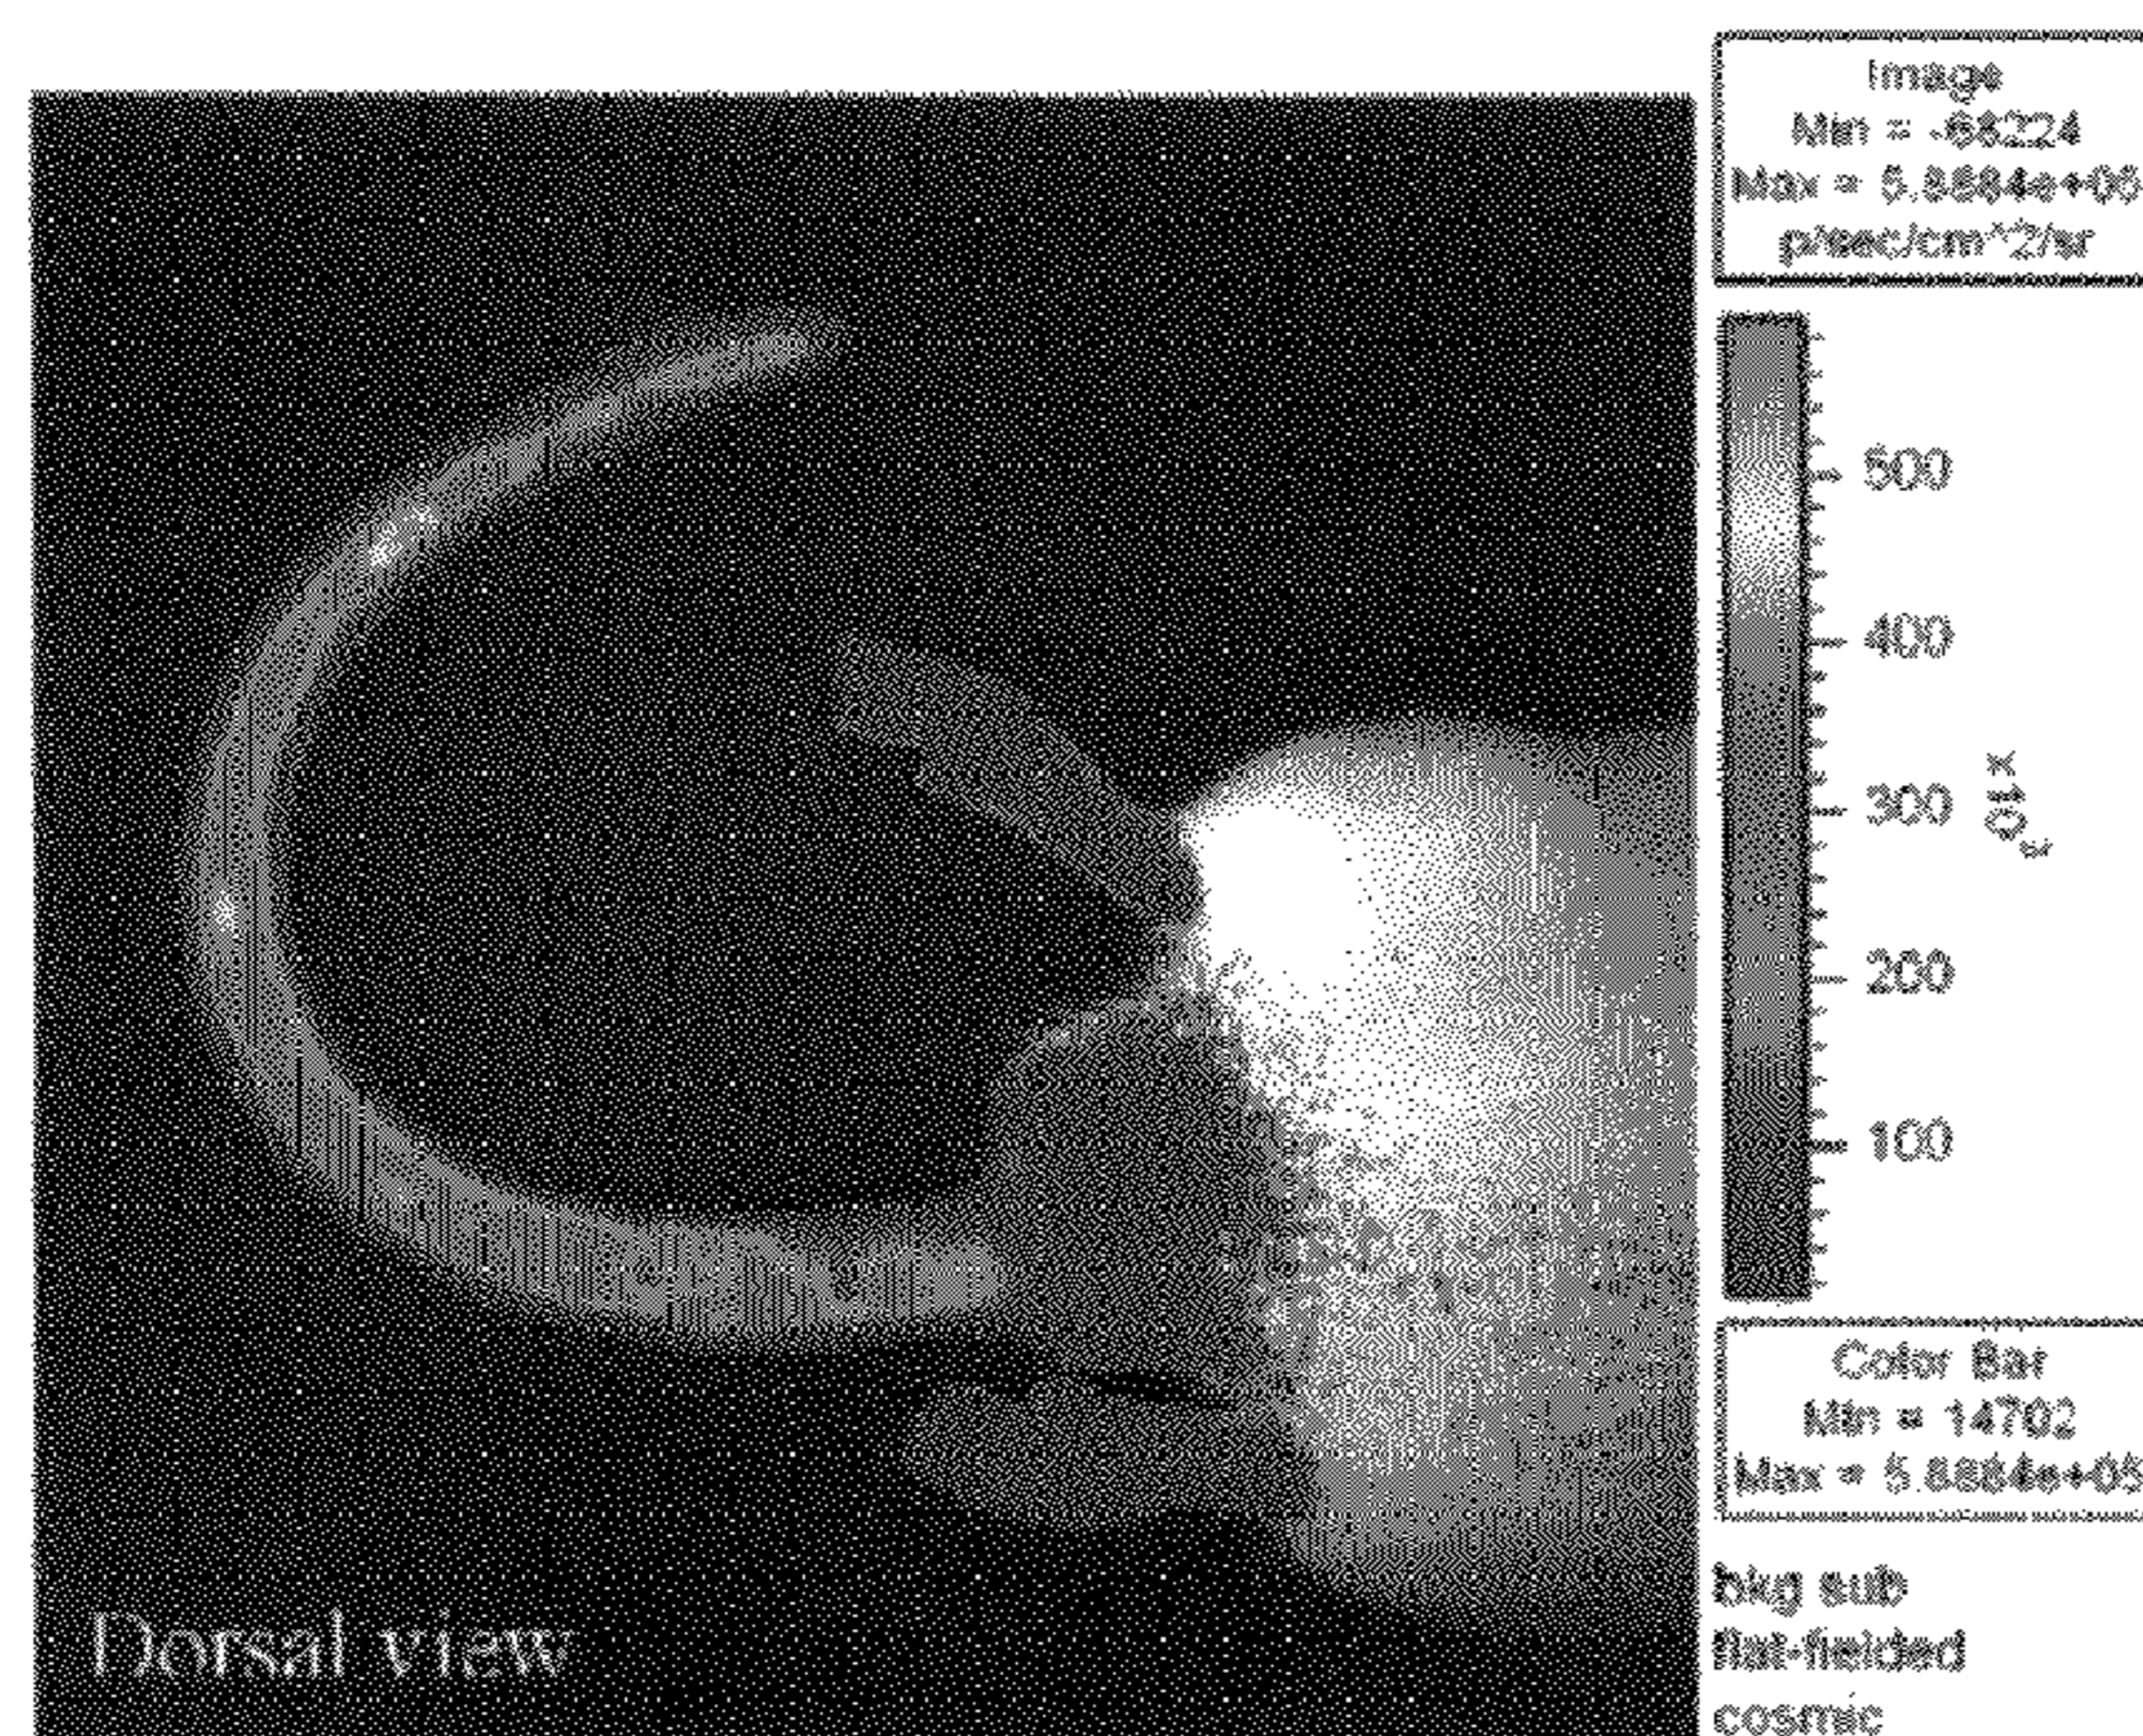 Image
Min = -68224
Max = 5.8884e+05
p/sec/cm^2/sr
500
400
300
x10³
200
100
Color Bar
Min = 14702
Max = 5.8884e+05
bkg sub
flat-fielded
cosmic
Dorsal view